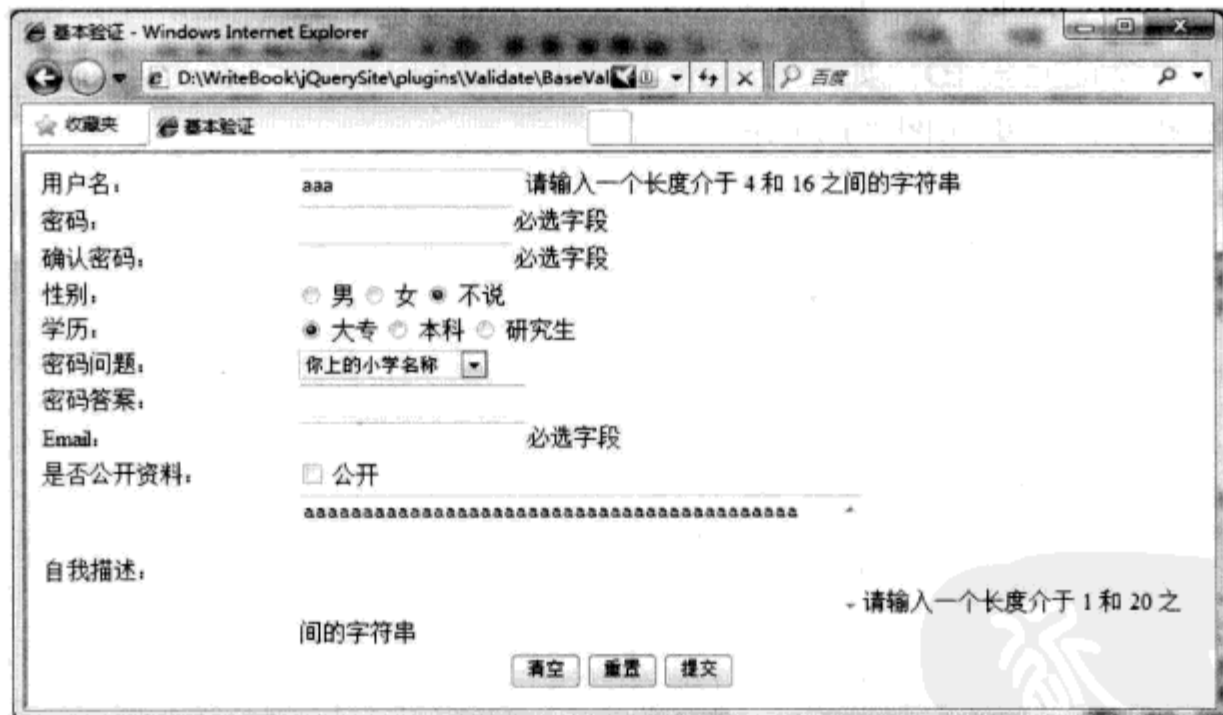 基本验证 - Windows Internet Explorer
D:\WriteBook\jQuerySite\plugins\Validate\BaseVal
百度
收藏夹 基本验证
用户名: aaa 请输入一个长度介于 4 和 16 之间的字符串
密码: 必选字段
确认密码: 必选字段
性别: 男 女 不说
学历: 大专 本科 研究生
密码问题: 你上的小学名称
密码答案:
Email: 必选字段
是否公开资料: 公开
aaaaaaaaaaaaaaaaaaaaaaaaaaaaaaaaaaaaaaaaaa
自我描述:
请输入一个长度介于 1 和 20 之
间的字符串
清空 重置 提交